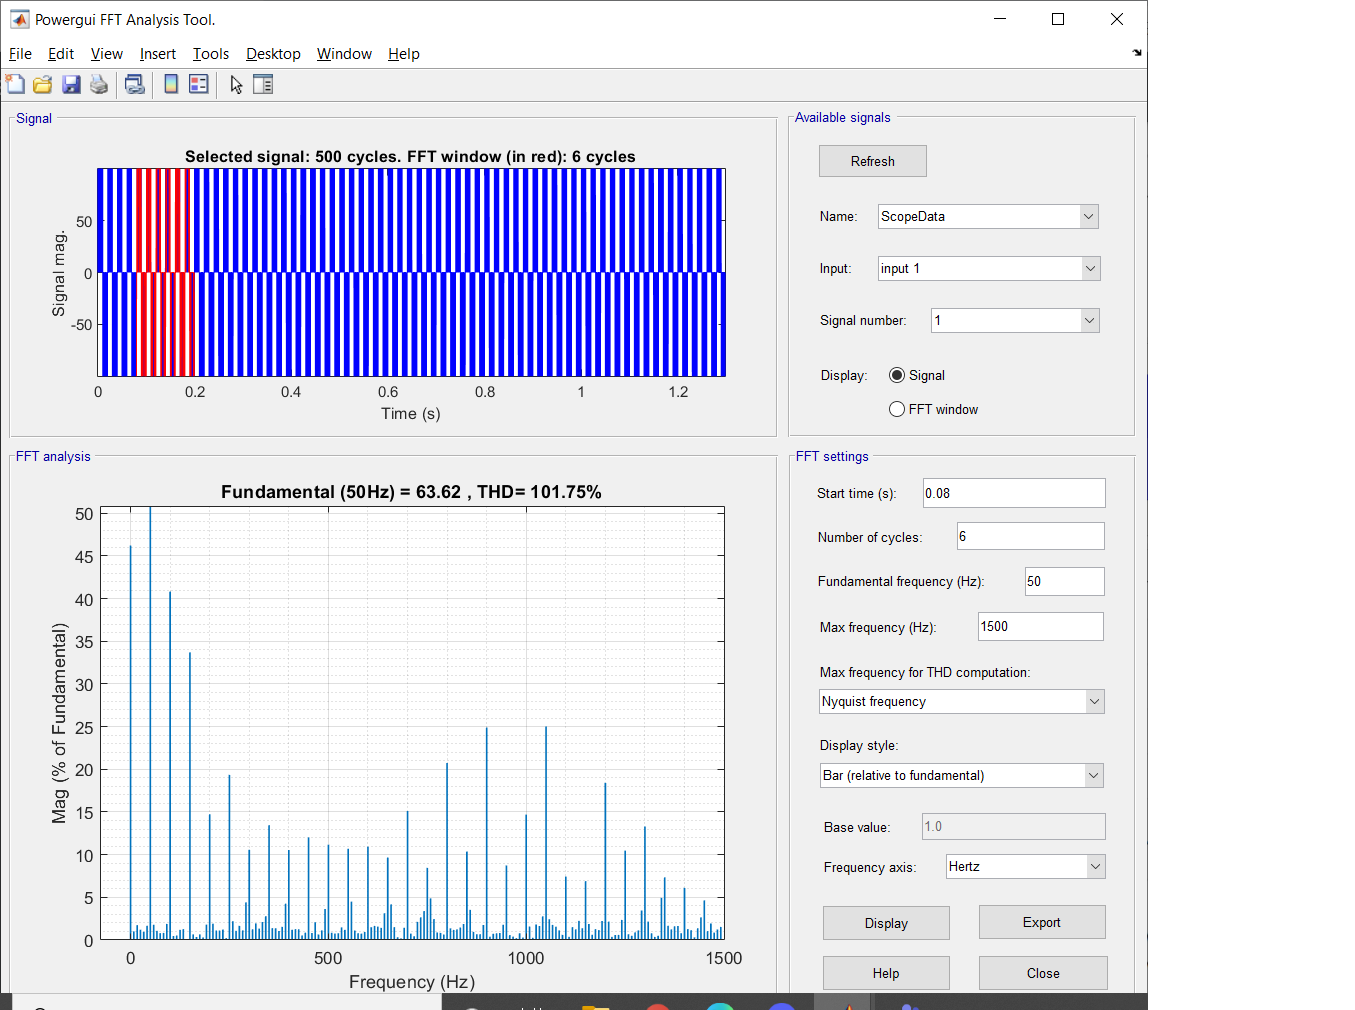 Powergui FFT Analysis Tool.
File Edit View Insert Tools Desktop Window Help
Signal
Selected signal: 500 cycles. FFT window (in red): 6 cycles
50
0
-50
Signal mag.
0 0.2 0.4 0.6 0.8 1 1.2
Time (s)
Available signals
Refresh
Name: ScopeData
Input: input 1
Signal number: 1
Display: Signal
FFT window
FFT analysis
Fundamental (50Hz) = 63.62 , THD= 101.75%
50
45
40
35
30
25
20
15
10
5
0
Mag (% of Fundamental)
0 500 1000 1500
Frequency (Hz)
FFT settings
Start time (s): 0.08
Number of cycles: 6
Fundamental frequency (Hz): 50
Max frequency (Hz): 1500
Max frequency for THD computation:
Nyquist frequency
Display style:
Bar (relative to fundamental)
Base value: 1.0
Frequency axis: Hertz
Display Export
Help Close